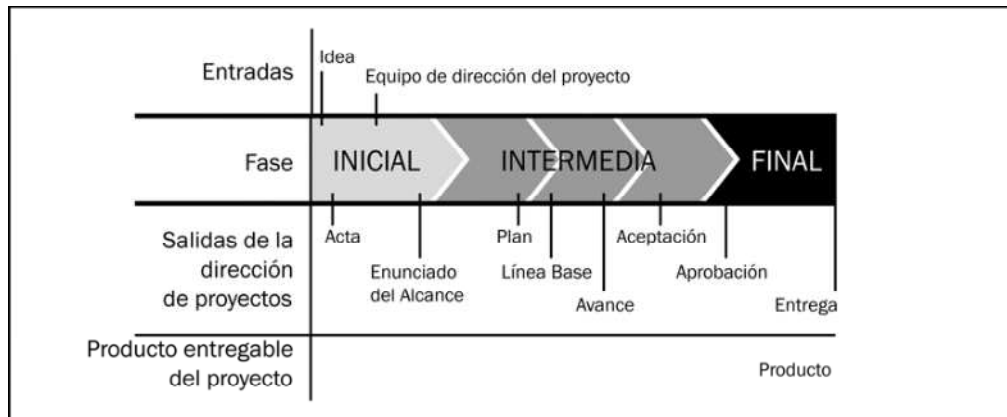 Idea
Entradas
Equipo de dirección del proyecto
Fase
INICIAL
INTERMEDIA
FINAL
Salidas de la
dirección
de proyectos
Acta
Plan
Aceptación
Enunciado
del Alcance
Línea Base
Aprobación
Avance
Entrega
Producto entregable
del proyecto
Producto